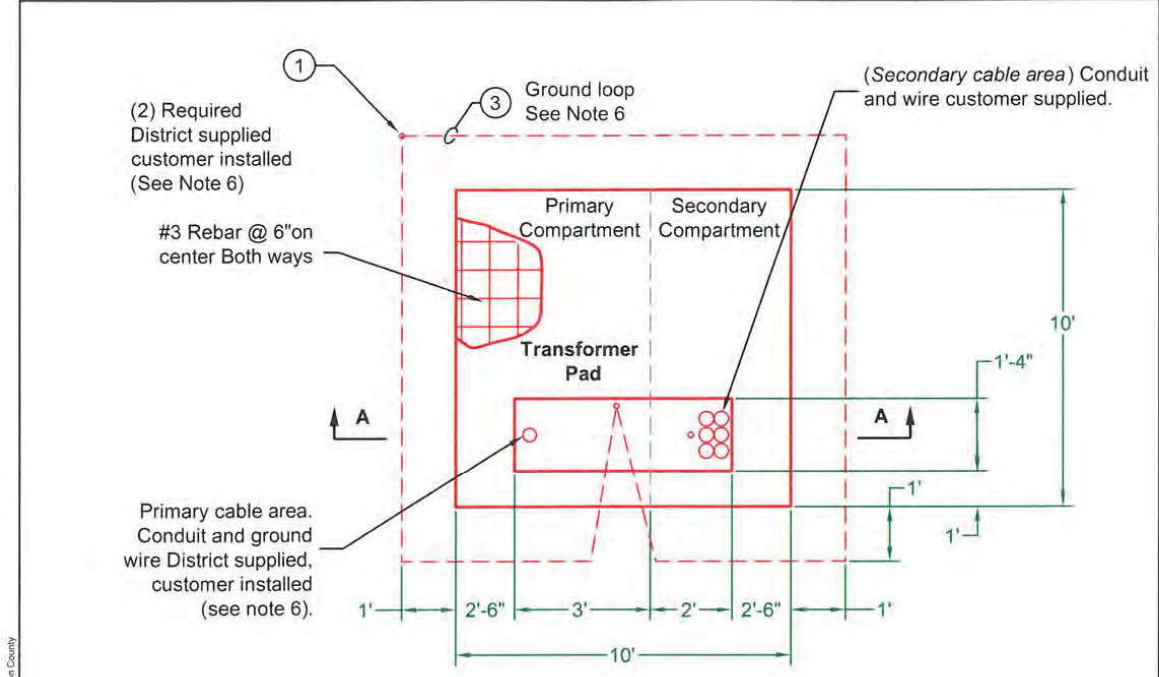 1
(2) Required
District supplied
customer installed
(See Note 6)
3
Ground loop
See Note 6
(Secondary cable area) Conduit
and wire customer supplied.
#3 Rebar @ 6"on
center Both ways
Primary
Compartment
Secondary
Compartment
Transformer
Pad
10'
1'-4"
A
A
1'
1'
Primary cable area.
Conduit and ground
wire District supplied,
customer installed
(see note 6).
1'
2'-6"
3'
2'
2'-6"
1'
10'
n County